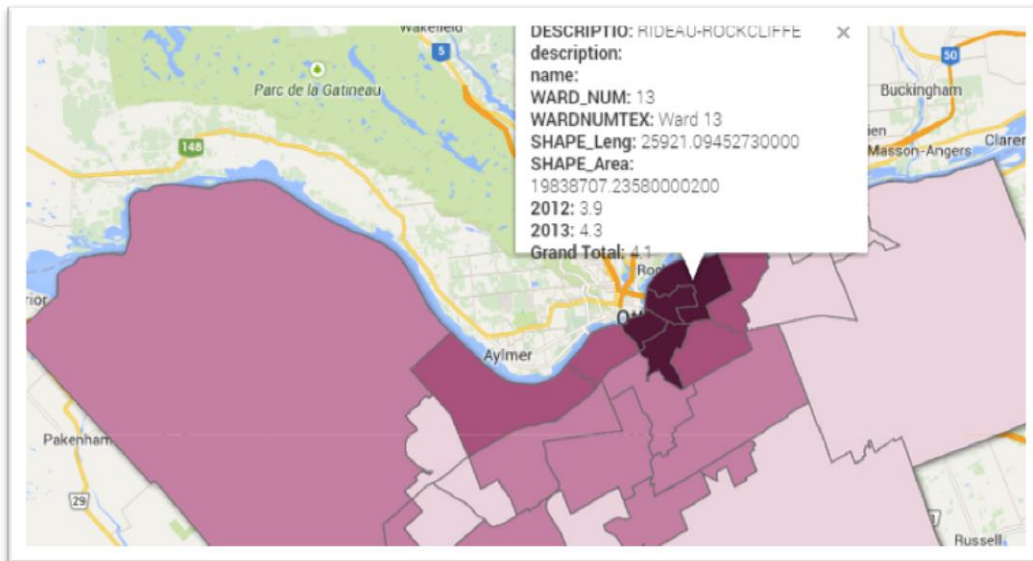 Wakefield
5
Parc de la Gatineau
148
DESCRIPTIO: RIDEAU-ROCKCLIFFE
×
description:
name:
WARD_NUM: 13
WARDNUMTEX: Ward 13
SHAPE_Leng: 25921.09452730000
SHAPE_Area:
19838707.23580000200
2012: 3.9
2013: 4.3
Grand Total: 4.1
50
Buckingham
Masson-Angers
Aylmer
Pakenham
29
Russell